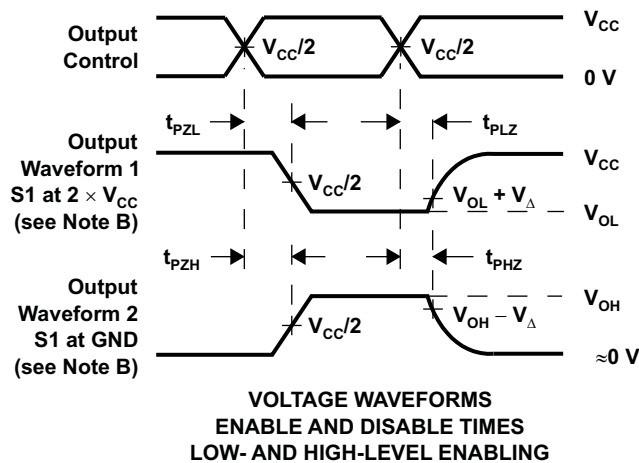 Output
Control
V_CC/2
V_CC/2
V_CC
0 V
t_PZL
t_PLZ
Output
Waveform 1
S1 at 2 × V_CC
(see Note B)
V_CC/2
V_OL + V_Δ
V_CC
V_OL
t_PZH
t_PHZ
Output
Waveform 2
S1 at GND
(see Note B)
V_CC/2
V_OH − V_Δ
V_OH
≈0 V
VOLTAGE WAVEFORMS
ENABLE AND DISABLE TIMES
LOW- AND HIGH-LEVEL ENABLING